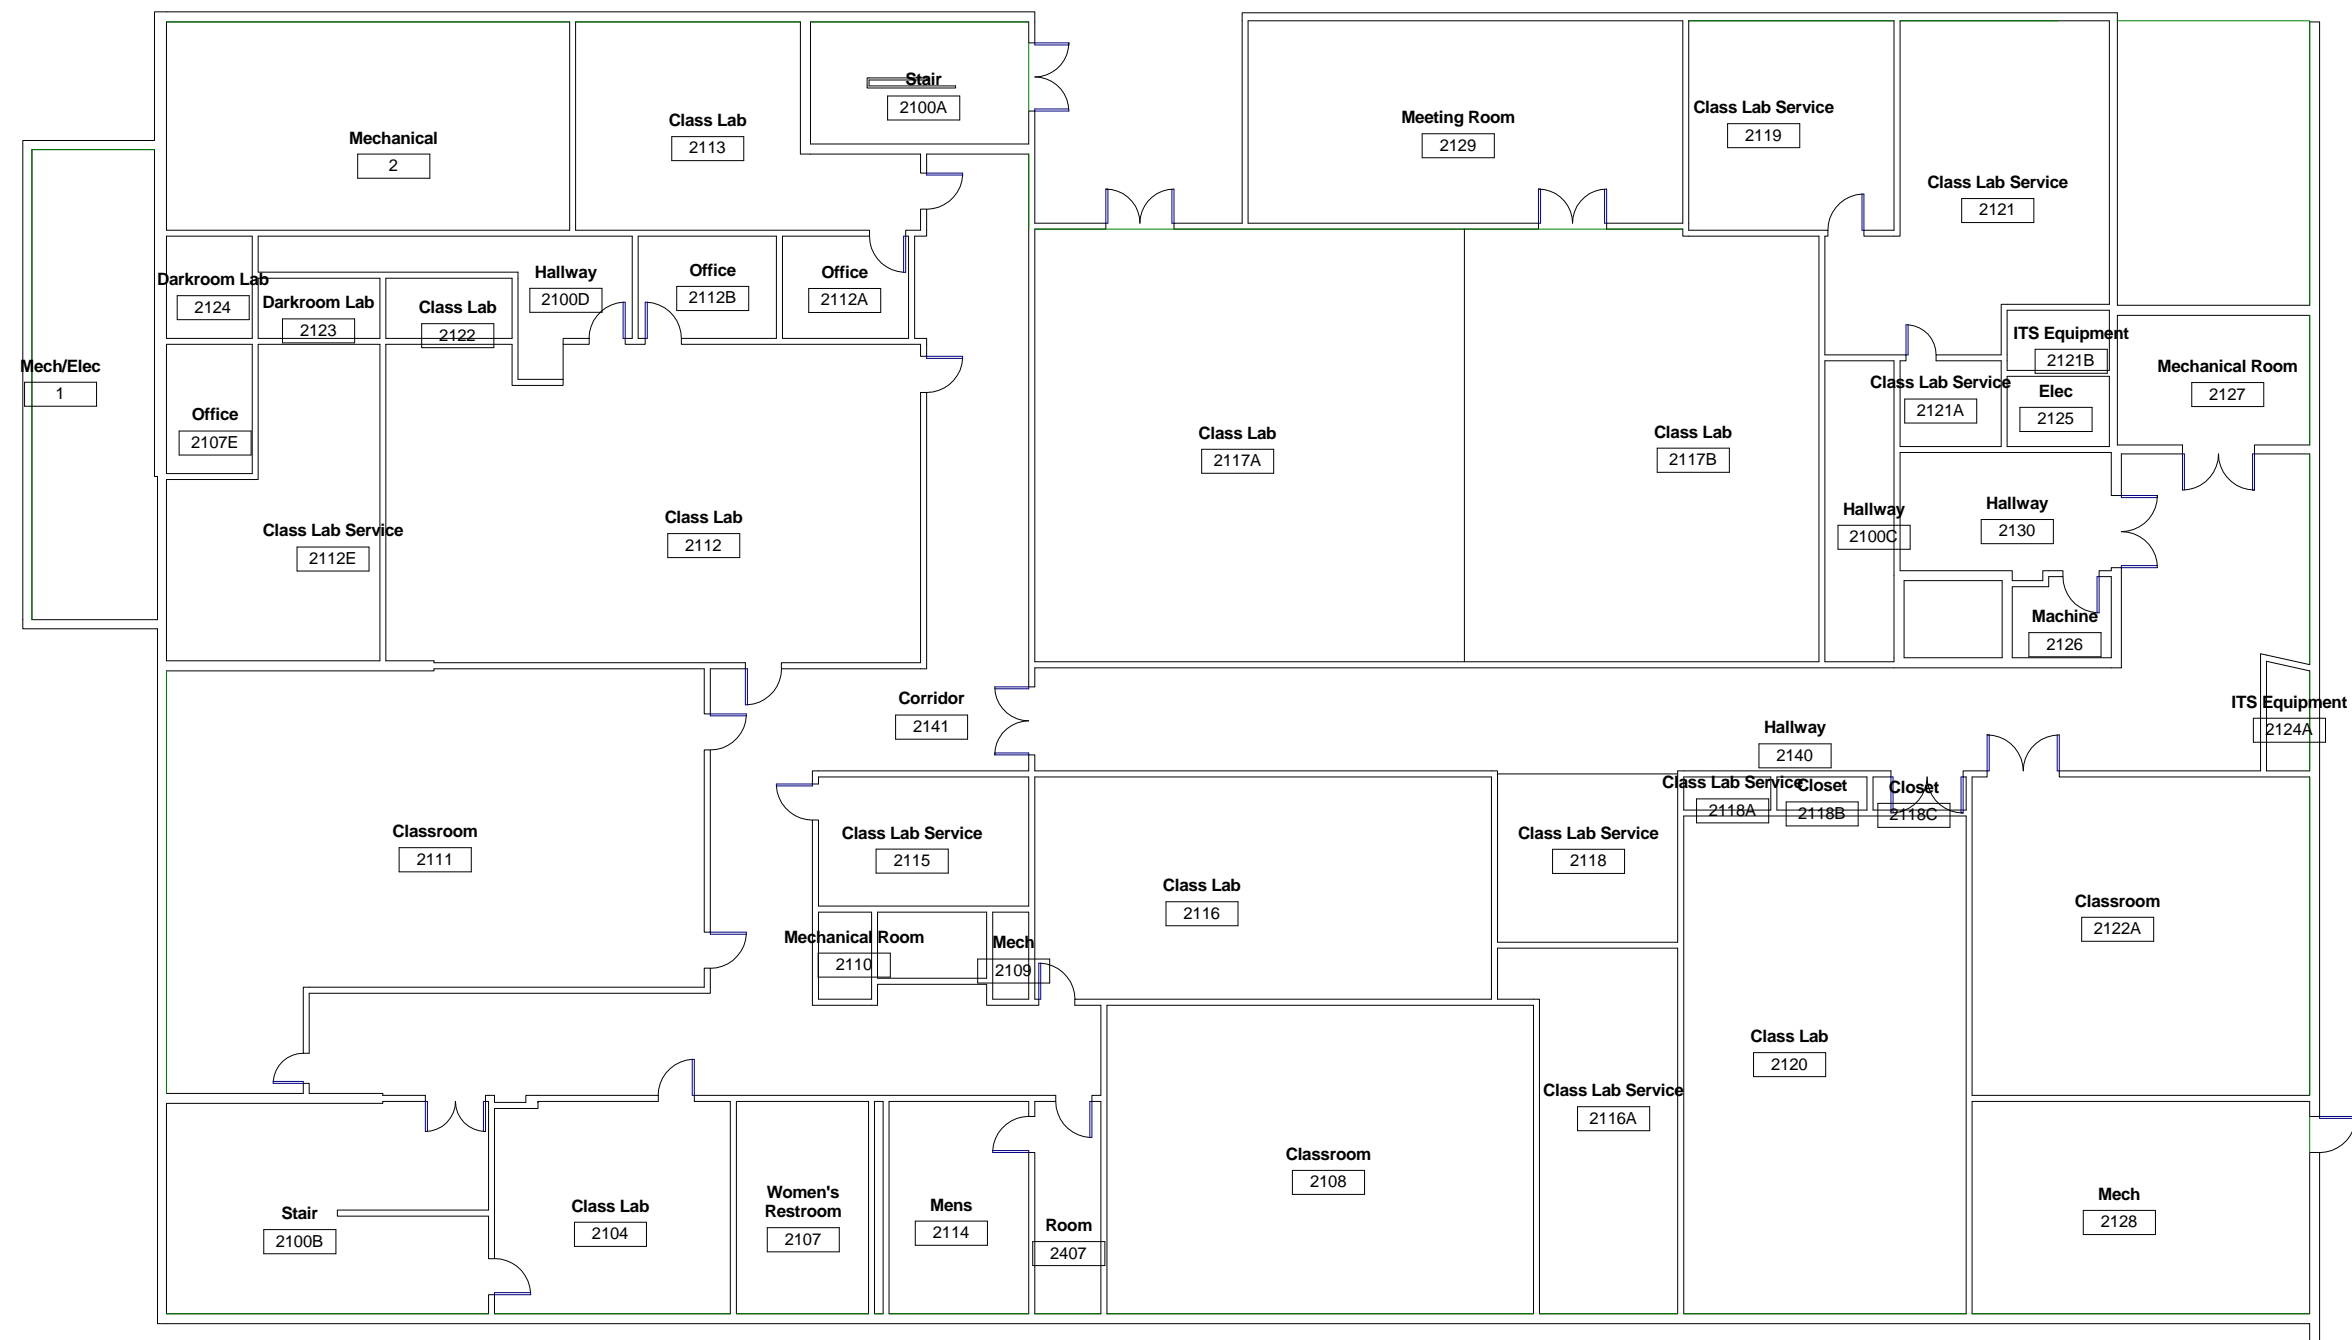 Stair
2100A
Mechanical
2
Class Lab
2113
Meeting Room
2129
Class Lab Service
2119
Class Lab Service
2121
Darkroom Lab
2124
Darkroom Lab
2123
Class Lab
2122
Hallway
2100D
Office
2112B
Office
2112A
Mech/Elec
1
Office
2107E
ITS Equipment
2121B
Mechanical Room
2127
Class Lab Service
2121A
Elec
2125
Class Lab
2117A
Class Lab
2117B
Class Lab Service
2112E
Class Lab
2112
Hallway
2100C
Hallway
2130
Machine
2126
Corridor
2141
Hallway
2140
ITS Equipment
2124A
Class Lab Service
2118A
Closet
2118B
Closet
2118C
Classroom
2111
Class Lab Service
2115
Class Lab
2116
Class Lab Service
2118
Classroom
2122A
Mechanical Room
2110
Mech
2109
Class Lab
2120
Class Lab Service
2116A
Classroom
2108
Stair
2100B
Class Lab
2104
Women's
Restroom
2107
Mens
2114
Room
2407
Mech
2128